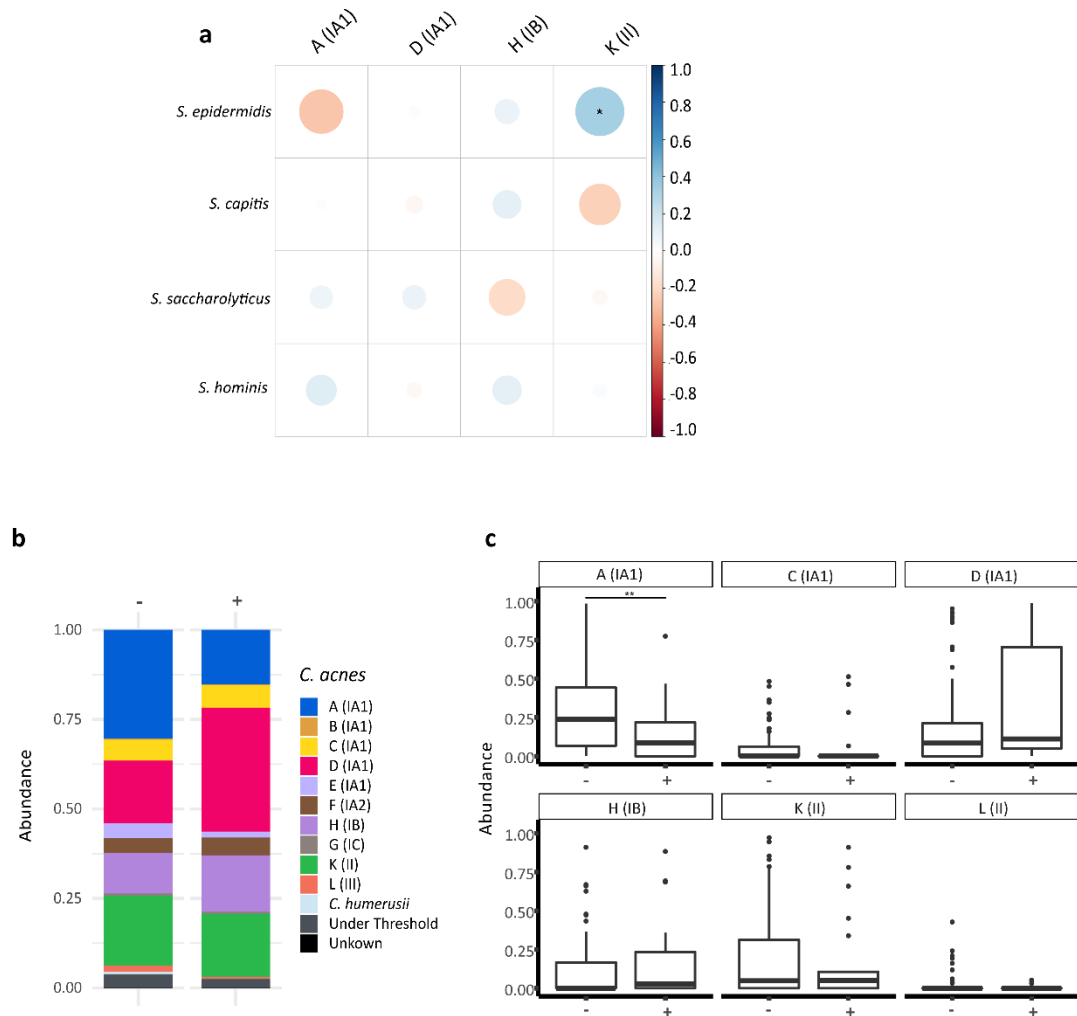 a
A (IA1) D (IA1) H (IB) K (II)
S. epidermidis
*
S. capitis
S. saccharolyticus
S. hominis
1.0
0.8
0.6
0.4
0.2
0.0
-0.2
-0.4
-0.6
-0.8
-1.0
b
- +
Abundance
1.00
0.75
0.50
0.25
0.00
- +
C. acnes
A (IA1)
B (IA1)
C (IA1)
D (IA1)
E (IA1)
F (IA2)
H (IB)
G (IC)
K (II)
L (III)
C. humerusii
Under Threshold
Unkown
c
Abundance
A (IA1) C (IA1) D (IA1)
**
1.00
0.75
0.50
0.25
0.00
- + - + - +
H (IB) K (II) L (II)
1.00
0.75
0.50
0.25
0.00
- + - + - +